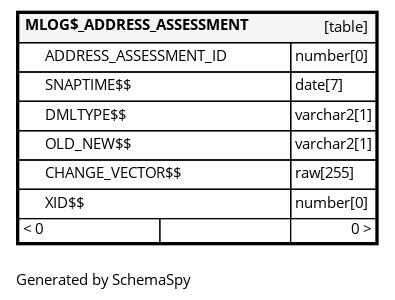 MLOG$_ADDRESS_ASSESSMENT [table]
ADDRESS_ASSESSMENT_ID number[0]
SNAPTIME$$ date[7]
DMLTYPE$$ varchar2[1]
OLD_NEW$$ varchar2[1]
CHANGE_VECTOR$$ raw[255]
XID$$ number[0]
< 0 0 >
Generated by SchemaSpy